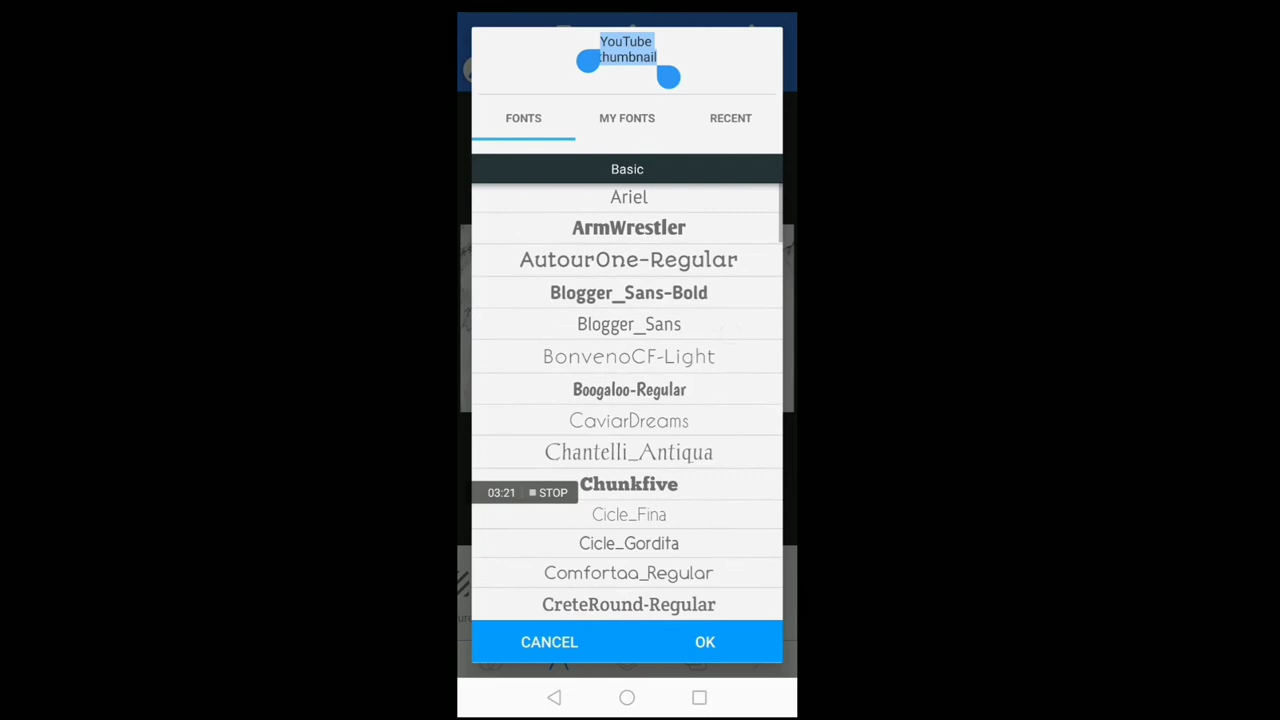 YouTube
thumbnail
FONTS MY FONTS RECENT
Basic
Ariel
ArmWrestler
AutourOne-Regular
Blogger_Sans-Bold
Blogger_Sans
BonvenoCF-Light
Boogaloo-Regular
CaviarDreams
Chantelli_Antiqua
Chunkfive
03:21 STOP
Cicle_Fina
Cicle_Gordita
Comfortaa_Regular
CreteRound-Regular
CANCEL OK